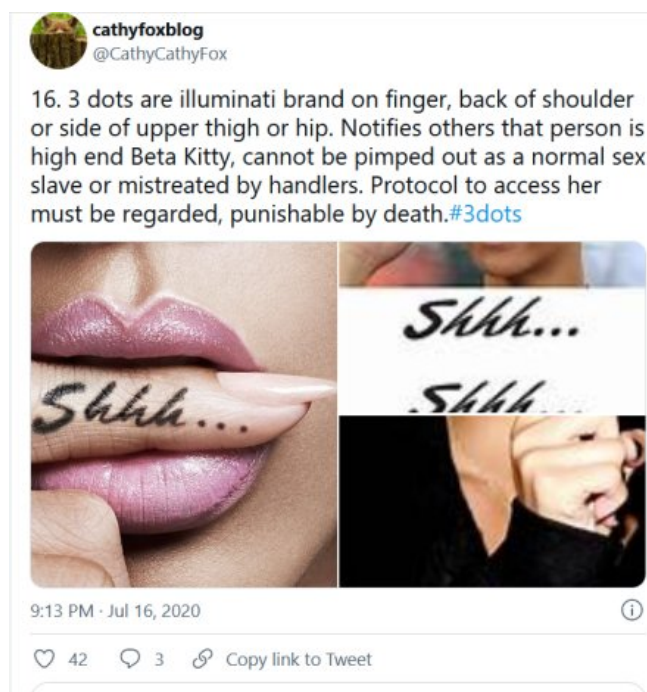 cathyfoxblog
@CathyCathyFox
16. 3 dots are illuminati brand on finger, back of shoulder
or side of upper thigh or hip. Notifies others that person is
high end Beta Kitty, cannot be pimped out as a normal sex
slave or mistreated by handlers. Protocol to access her
must be regarded, punishable by death.#3dots
Shhh...
Shhh...
Shhh...
9:13 PM · Jul 16, 2020
42 3 Copy link to Tweet